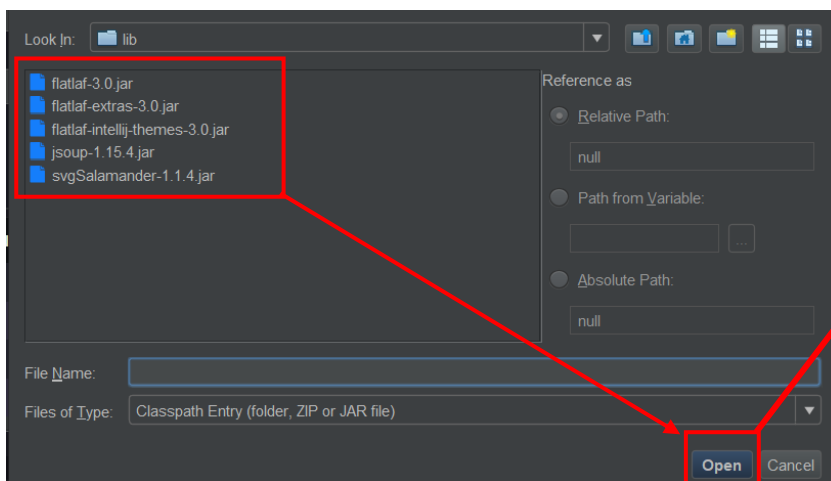 Look In: lib
flatlaf-3.0.jar
flatlaf-extras-3.0.jar
flatlaf-intellij-themes-3.0.jar
jsoup-1.15.4.jar
svgSalamander-1.1.4.jar
Reference as
Relative Path:
null
Path from Variable:
...
Absolute Path:
null
File Name:
Files of Type: Classpath Entry (folder, ZIP or JAR file)
Open Cancel